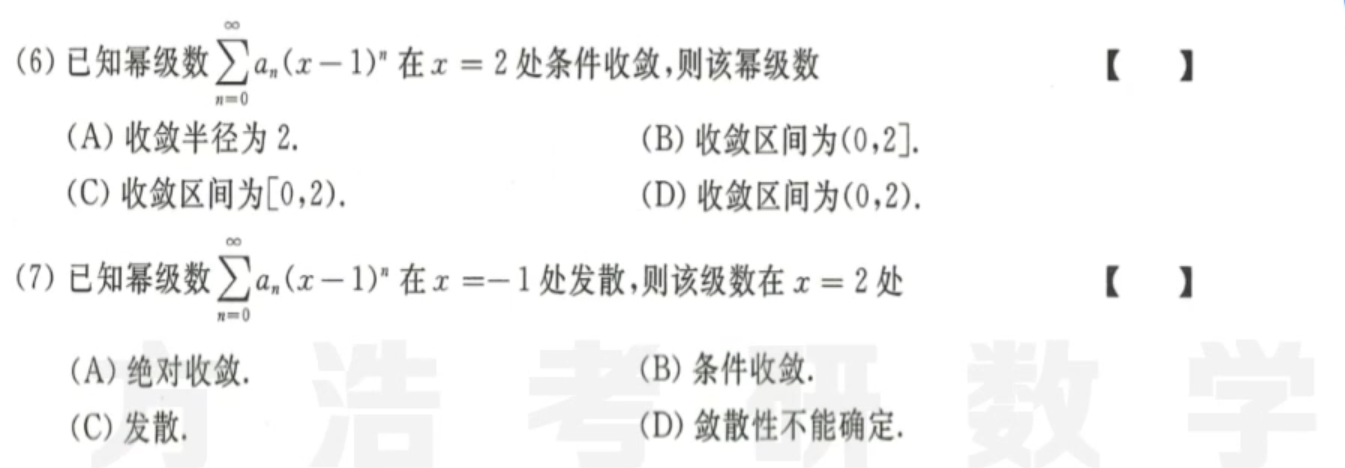 (6) 已知幂级数 $\sum_{n=0}^{\infty} a_n(x-1)^n$ 在 $x=2$ 处条件收敛,则该幂级数 【 】
(A) 收敛半径为 2. (B) 收敛区间为(0,2].
(C) 收敛区间为[0,2). (D) 收敛区间为(0,2).
(7) 已知幂级数 $\sum_{n=0}^{\infty} a_n(x-1)^n$ 在 $x=-1$ 处发散,则该级数在 $x=2$ 处 【 】
(A) 绝对收敛. (B) 条件收敛.
(C) 发散. (D) 敛散性不能确定.
方浩考研数学